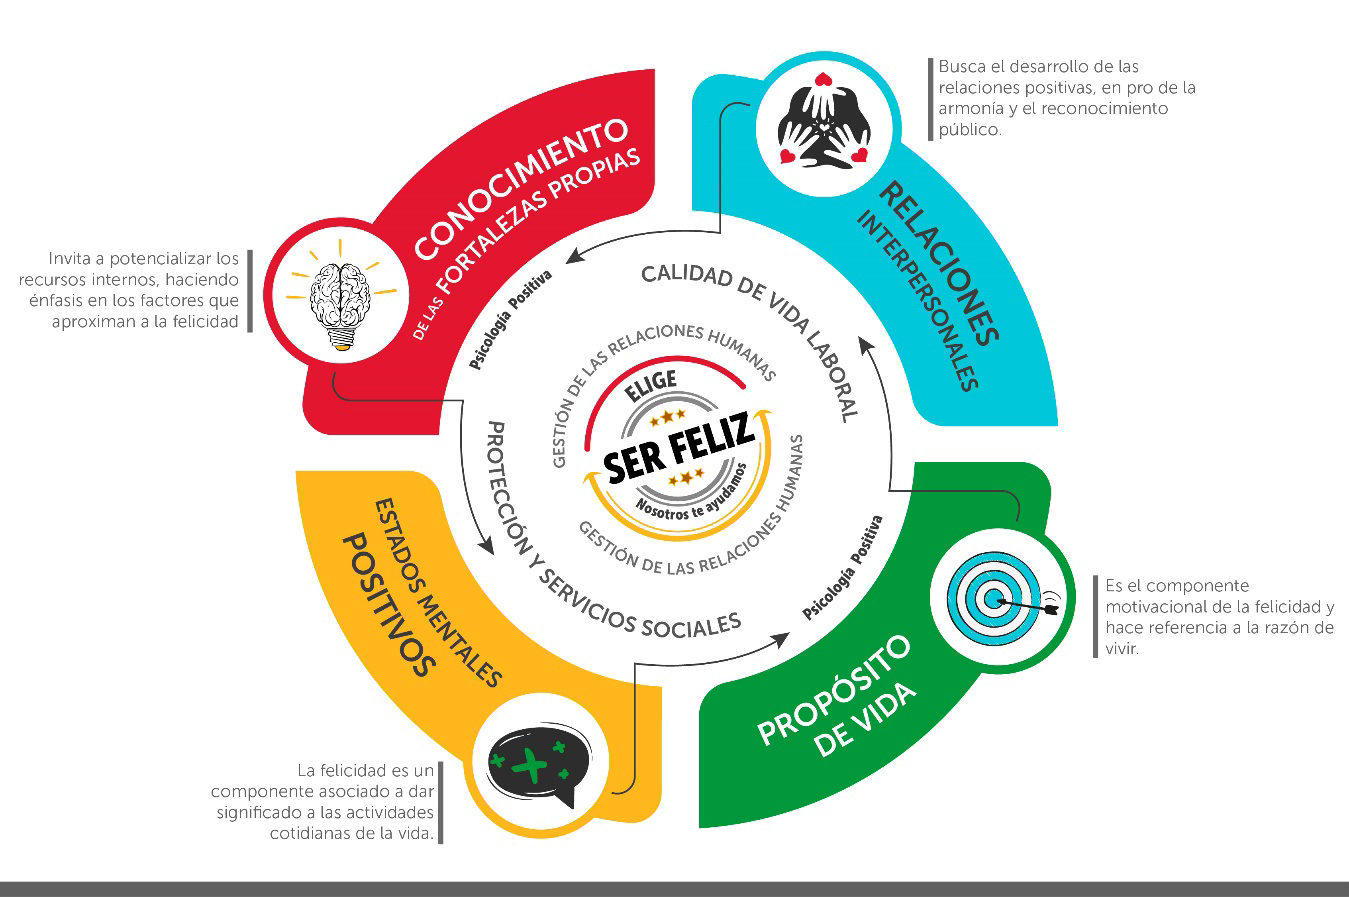 Busca el desarrollo de las
relaciones positivas, en pro de la
armonía y el reconocimiento
público.
CONOCIMIENTO
DE LAS FORTALEZAS PROPIAS
RELACIONES
INTERPERSONALES
Invita a potencializar los
recursos internos, haciendo
énfasis en los factores que
aproximan a la felicidad
Psicología Positiva
CALIDAD DE VIDA LABORAL
GESTIÓN DE LAS RELACIONES HUMANAS
ELIGE
SER FELIZ
Nosotros te ayudamos
GESTIÓN DE LAS RELACIONES HUMANAS
PROTECCIÓN Y SERVICIOS SOCIALES
Psicología Positiva
ESTADOS MENTALES
POSITIVOS
PROPÓSITO
DE VIDA
Es el componente
motivacional de la felicidad y
hace referencia a la razón de
vivir.
La felicidad es un
componente asociado a dar
significado a las actividades
cotidianas de la vida.